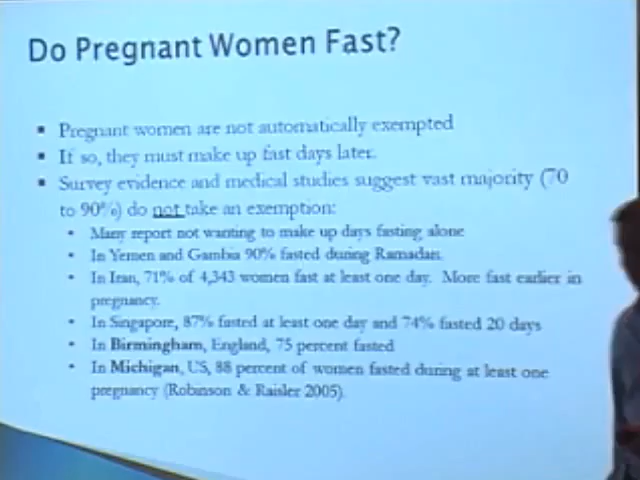 Do Pregnant Women Fast?
▪ Pregnant women are not automatically exempted
▪ If so, they must make up fast days later.
▪ Survey evidence and medical studies suggest vast majority (70
to 90%) do not take an exemption:
• Many report not wanting to make up days fasting alone
• In Yemen and Gambia 90% fasted during Ramadan.
• In Iran, 71% of 4,343 women fast at least one day. More fast earlier in
pregnancy.
• In Singapore, 87% fasted at least one day and 74% fasted 20 days
• In Birmingham, England, 75 percent fasted
• In Michigan, US, 88 percent of women fasted during at least one
pregnancy (Robinson & Raisler 2005).